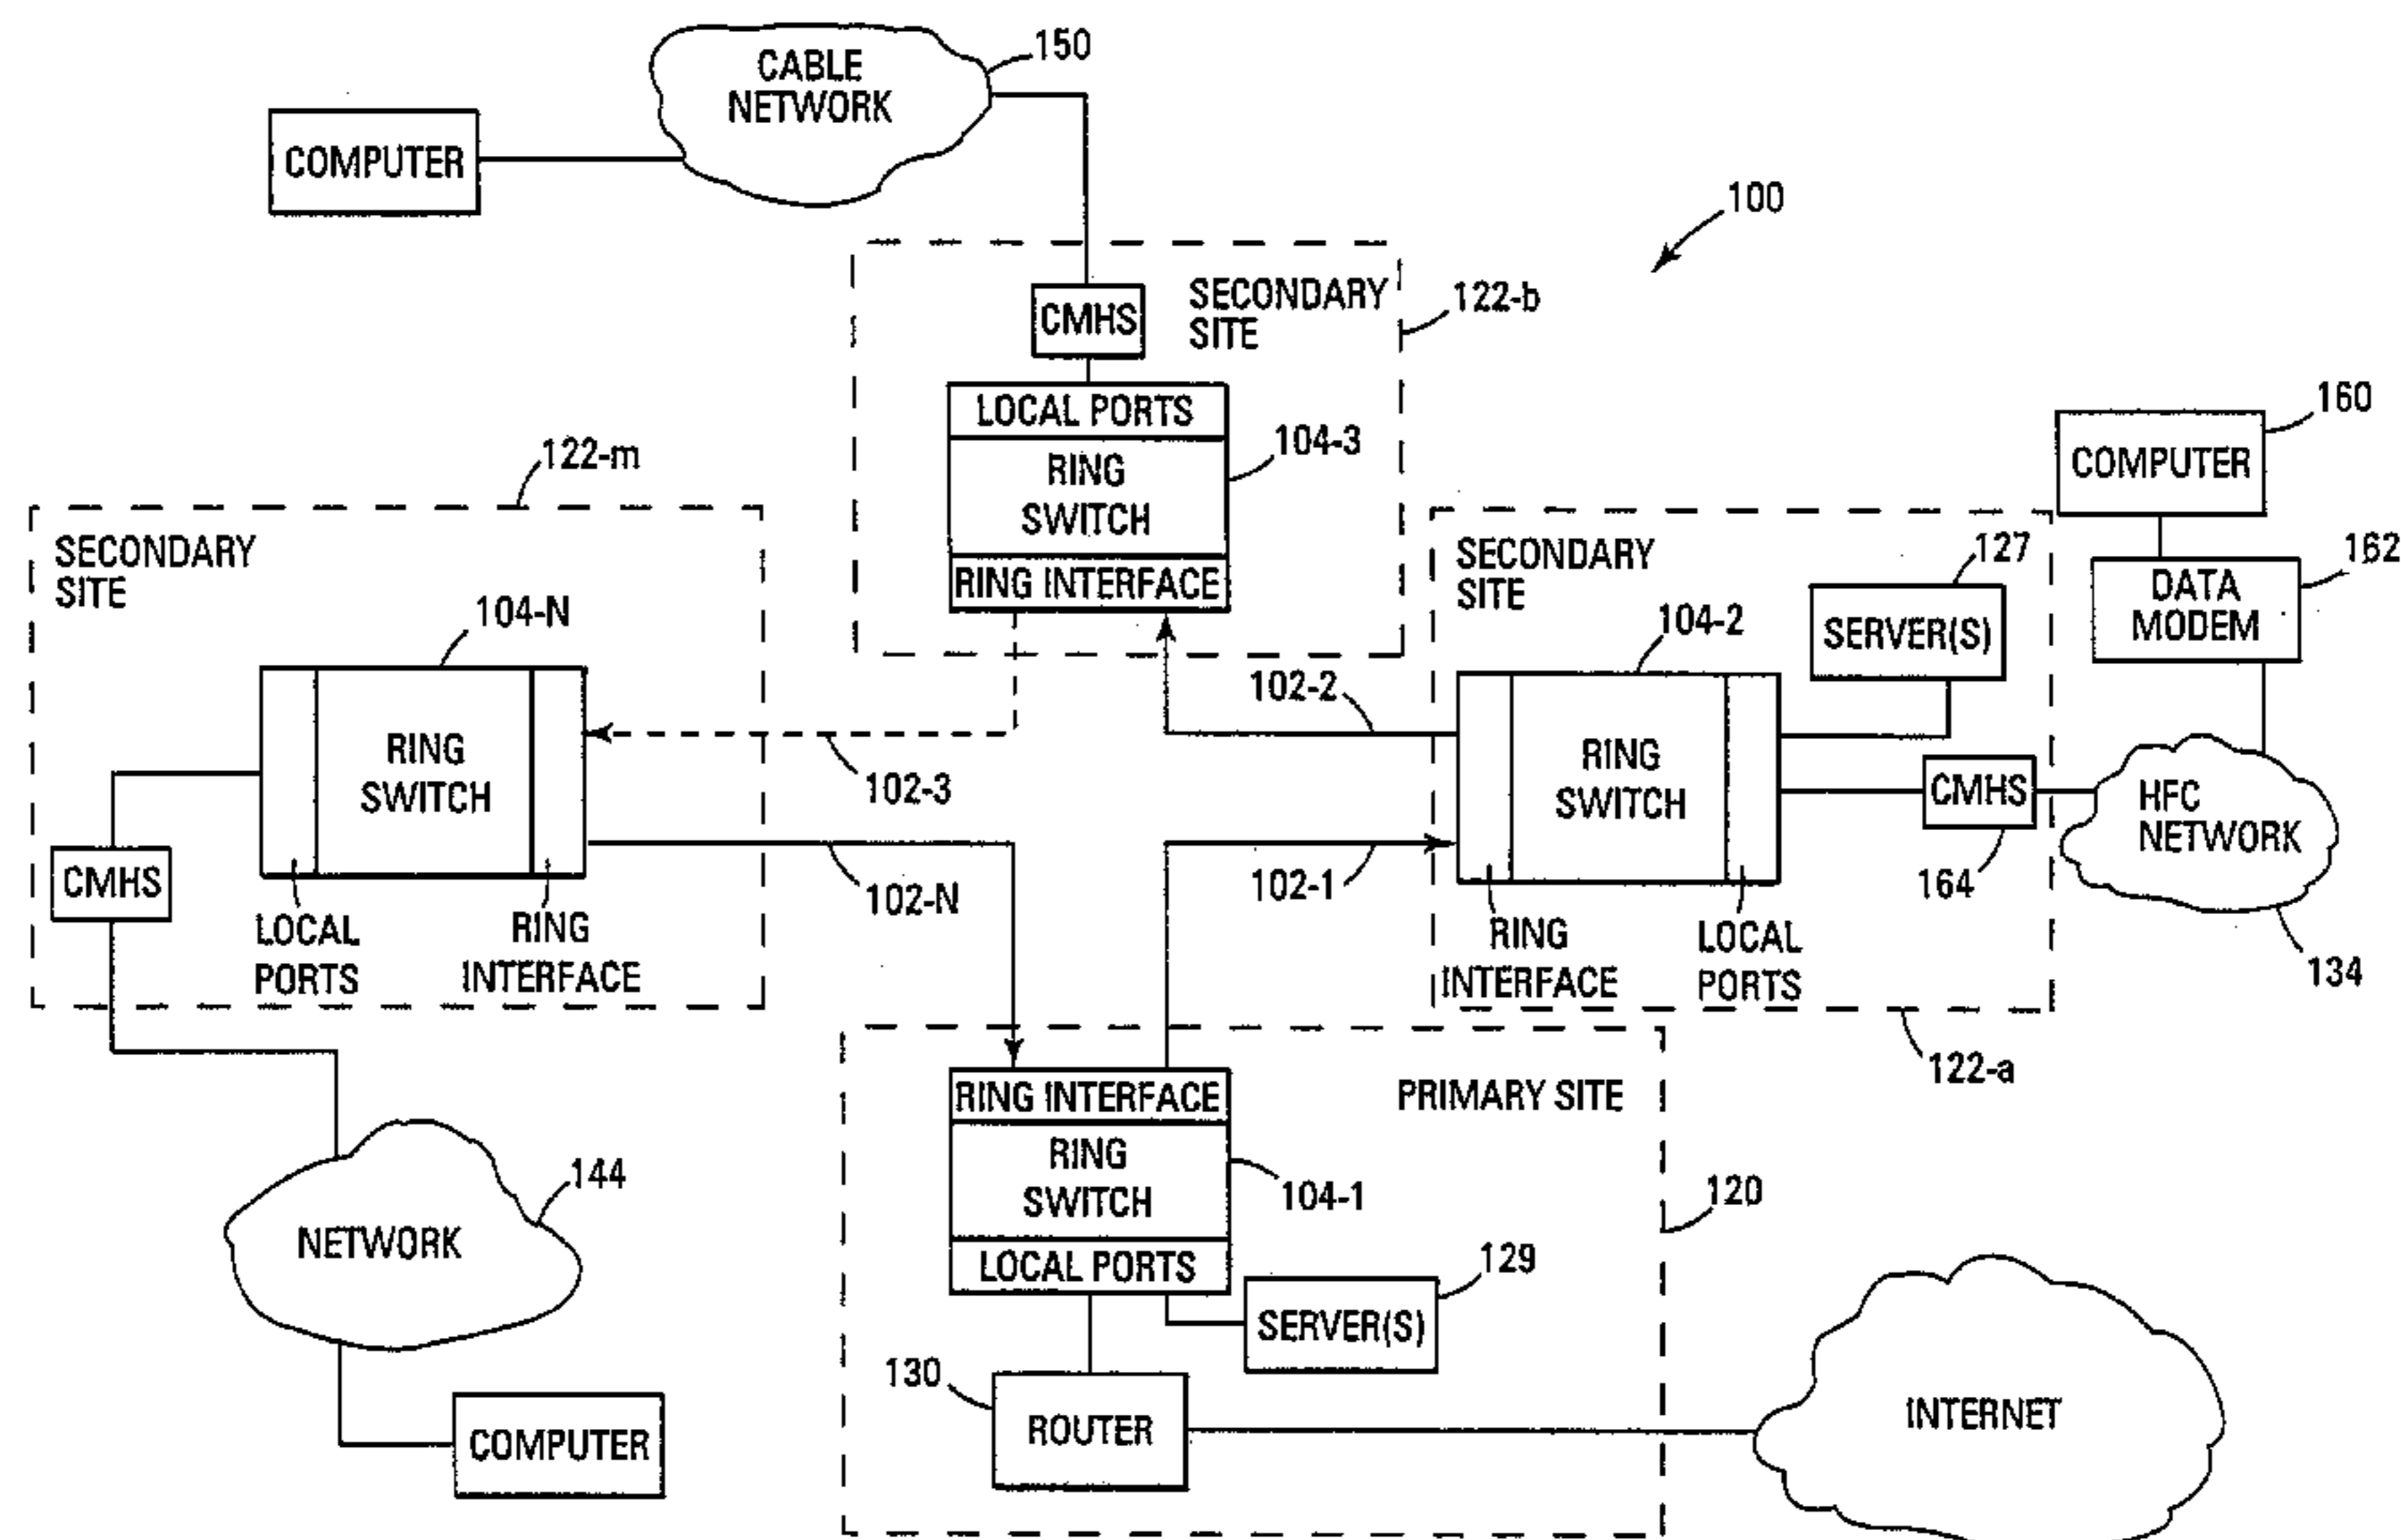 CABLE
NETWORK
150
COMPUTER
100
CMHS
SECONDARY
SITE
122-b
LOCAL PORTS
RING
SWITCH
RING INTERFACE
104-3
160
COMPUTER
162
DATA
MODEM
122-m
SECONDARY
SITE
104-N
RING
SWITCH
LOCAL
PORTS
RING
INTERFACE
CMHS
102-3
102-N
102-2
102-1
SECONDARY
SITE
104-2
127
SERVER(S)
RING
SWITCH
CMHS
164
HFC
NETWORK
134
RING
INTERFACE
LOCAL
PORTS
122-a
PRIMARY SITE
RING INTERFACE
RING
SWITCH
LOCAL PORTS
104-1
120
129
SERVER(S)
130
ROUTER
INTERNET
144
NETWORK
COMPUTER